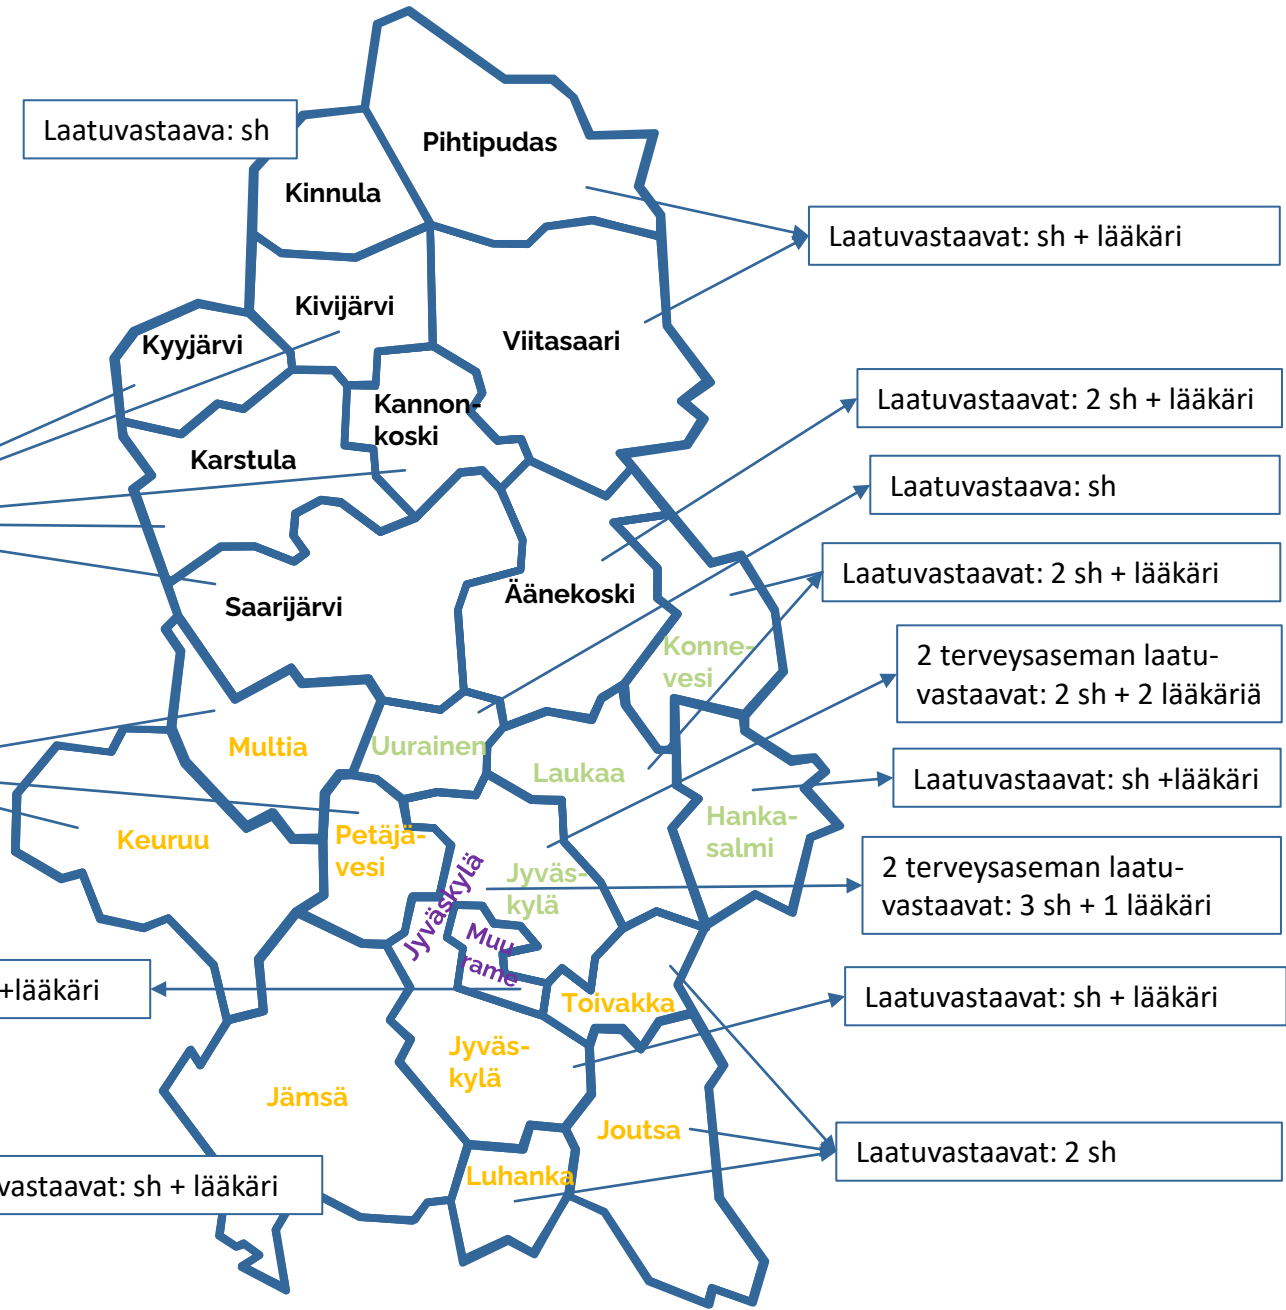 Laatuvastaava: sh
Pihtipudas
Kinnula
Laatuvastaavat: sh + lääkäri
Kivijärvi
Viitasaari
Kyyjärvi
Kannon-
koski
Laatuvastaavat: 2 sh + lääkäri
Karstula
Laatuvastaava: sh
Laatuvastaavat: 2 sh + lääkäri
Äänekoski
Saarijärvi
Konne-
vesi
2 terveysaseman laatu-
vastaavat: 2 sh + 2 lääkäriä
Multia
Uurainen
Laukaa
Laatuvastaavat: sh +lääkäri
Hanka-
salmi
Keuruu
Petäjä-
vesi
Jyväs-
kylä
2 terveysaseman laatu-
vastaavat: 3 sh + 1 lääkäri
Jyväskylä
Muu
rame
+lääkäri
Toivakka
Laatuvastaavat: sh + lääkäri
Jyväs-
kylä
Jämsä
Joutsa
Laatuvastaavat: 2 sh
Luhanka
vastaavat: sh + lääkäri